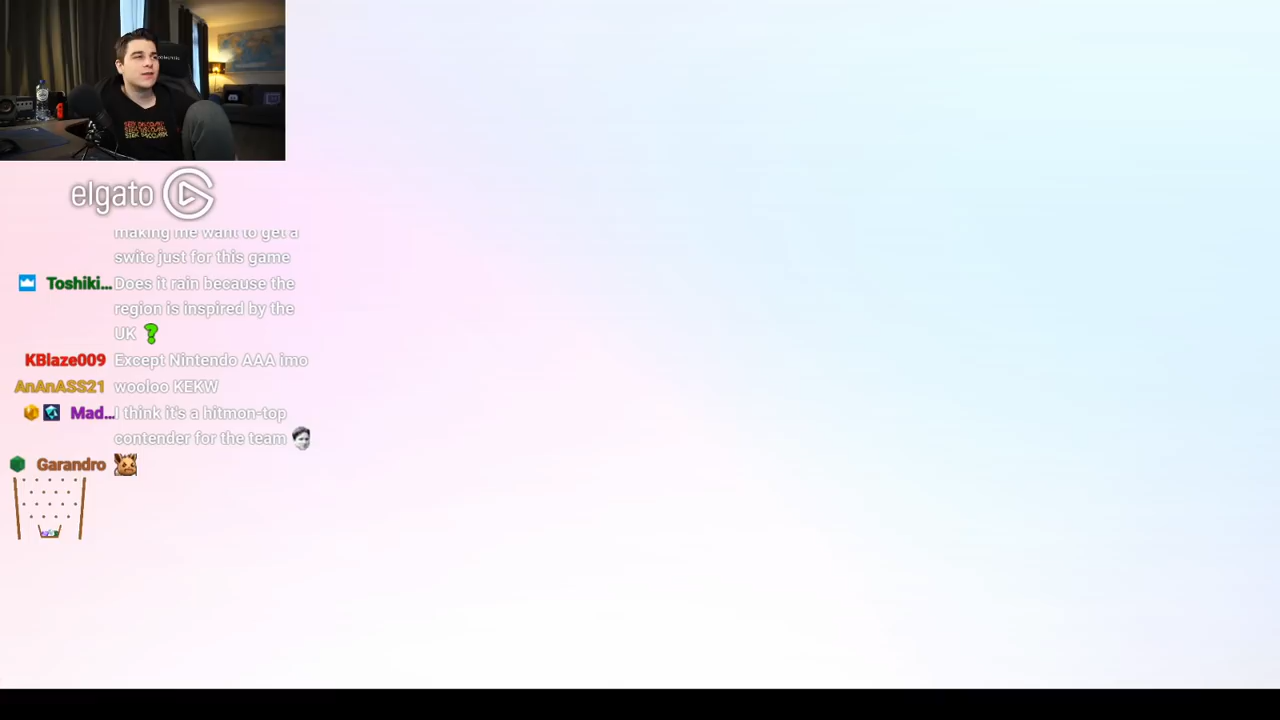 elgato
making me want to get a
switc just for this game
Toshiki... Does it rain because the
region is inspired by the
UK
KBlaze009 Except Nintendo AAA imo
AnAnASS21 wooloo KEKW
Mad... I think it's a hitmon-top
contender for the team
Garandro